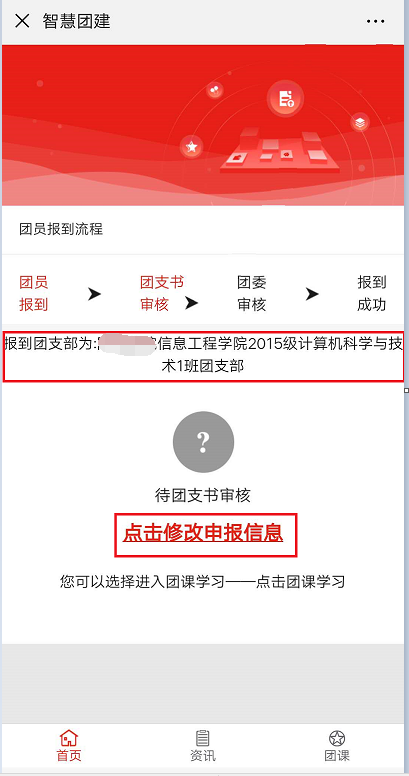 智慧团建
团员报到流程
团员 团支书 团委 报到
报到 审核 审核 成功
报到团支部为: 信息工程学院2015级计算机科学与技
术1班团支部
?
待团支书审核
点击修改申报信息
您可以选择进入团课学习——点击团课学习
首页 资讯 团课